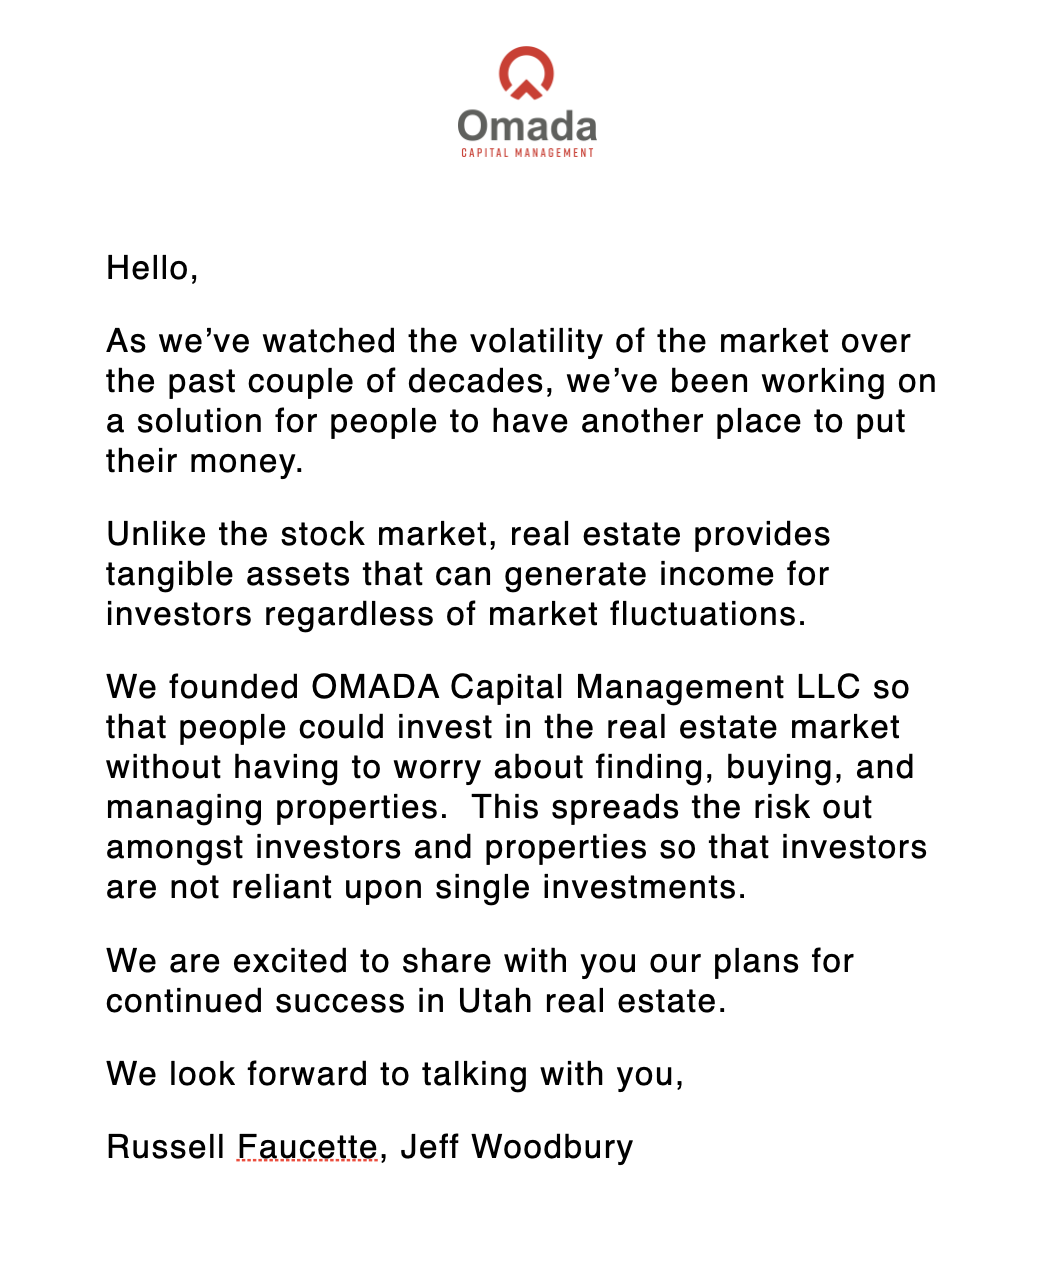 Omada
CAPITAL MANAGEMENT
Hello,
As we’ve watched the volatility of the market over
the past couple of decades, we’ve been working on
a solution for people to have another place to put
their money.
Unlike the stock market, real estate provides
tangible assets that can generate income for
investors regardless of market fluctuations.
We founded OMADA Capital Management LLC so
that people could invest in the real estate market
without having to worry about finding, buying, and
managing properties.  This spreads the risk out
amongst investors and properties so that investors
are not reliant upon single investments.
We are excited to share with you our plans for
continued success in Utah real estate.
We look forward to talking with you,
Russell Faucette, Jeff Woodbury